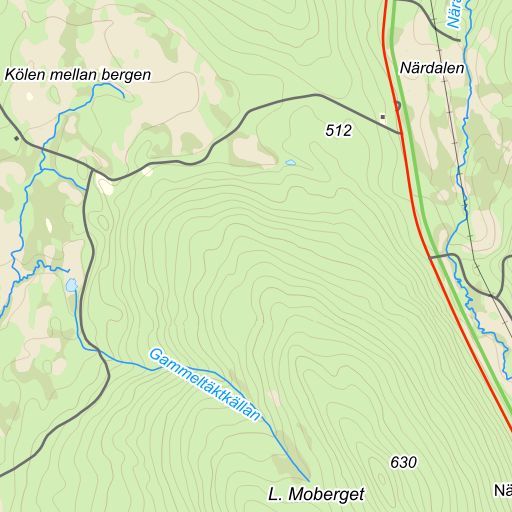 Kölen mellan bergen
Närdalen
512
Gammeltäktkällan
630
L. Moberget